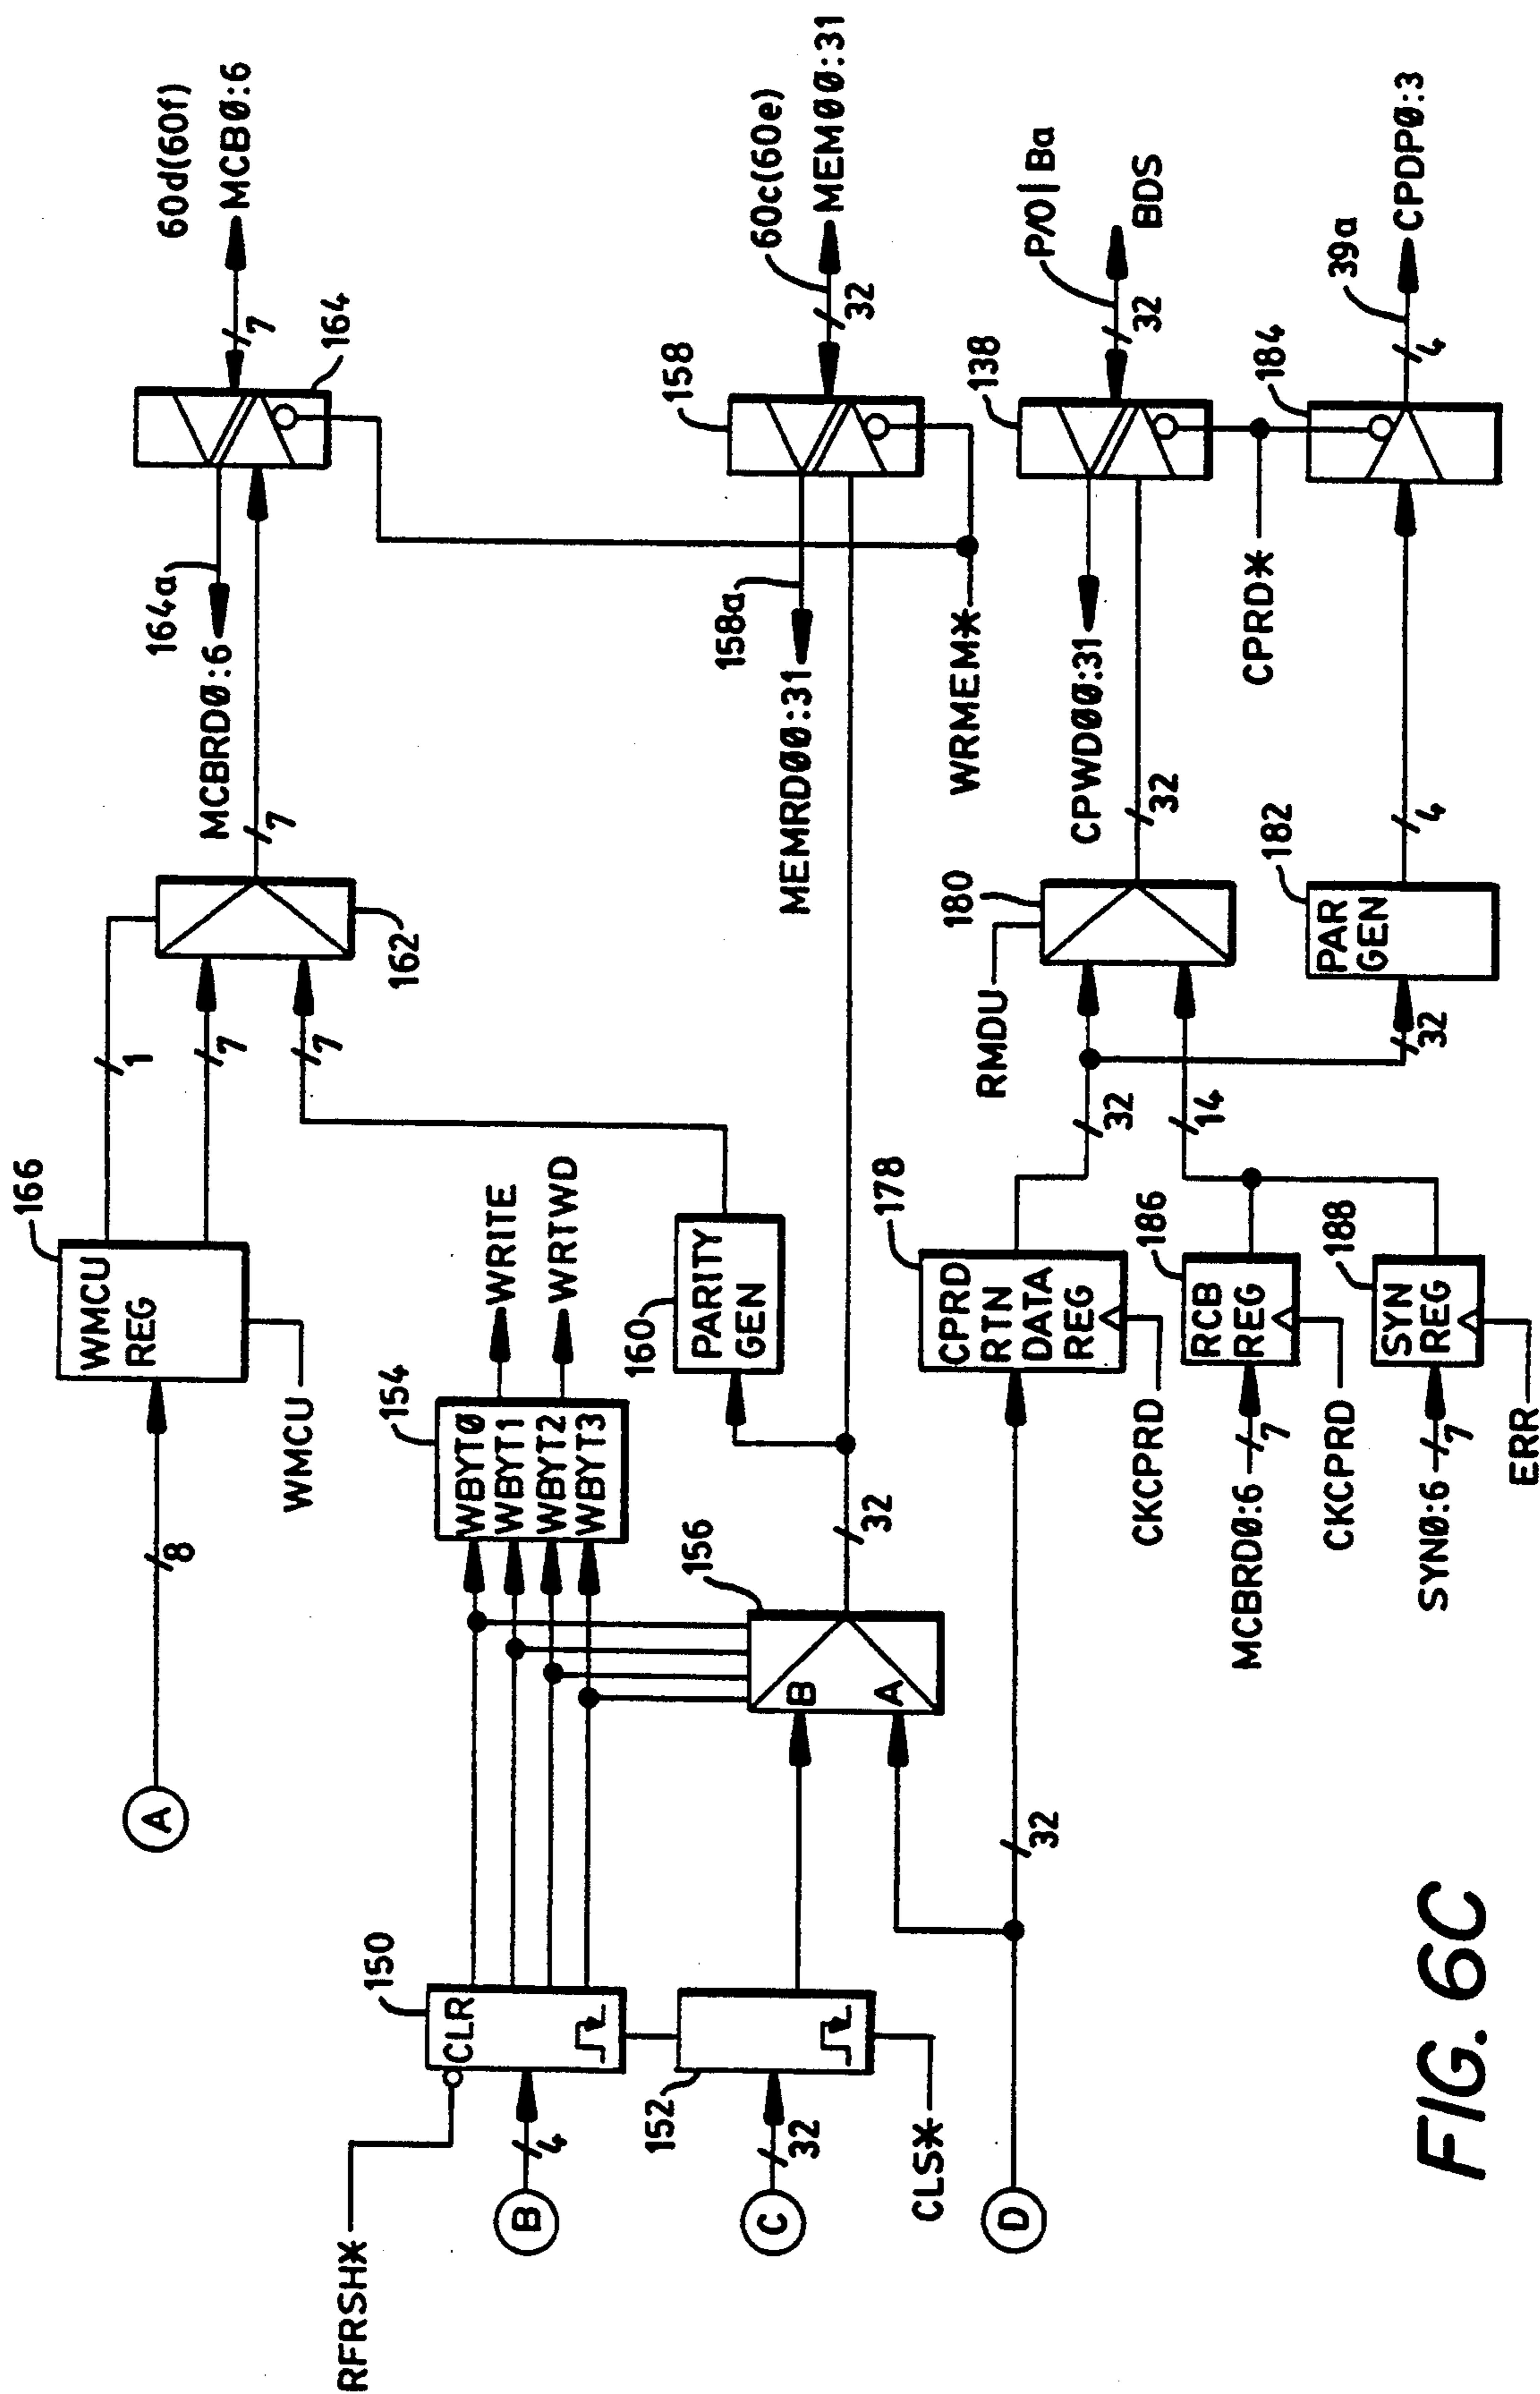 A
8
166
WMCU
REG
WMCU
1
7
7
162
7
MCBRD0:6
164a
164
7
60d(60f)
MCB0:6
RFRSH*
150
CLR
B
4
154
WBYT0
WBYT1
WBYT2
WBYT3
WRITE
WRTWD
160
PARITY
GEN
152
C
32
CLS*
156
B
A
32
MEMRD00:31
158a
158
32
60c(60e)
MEM00:31
WRMEM*
D
32
178
CPRD
RTN
DATA
REG
CKCPRD
32
14
RMDU
180
32
CPWD00:31
138
32
P/O|Ba
BDS
CPRD*
MCBRD0:6
7
186
RCB
REG
CKCPRD
SYN0:6
7
188
SYN
REG
ERR
32
182
PAR
GEN
4
184
4
39a
CPDP0:3
FIG. 6C